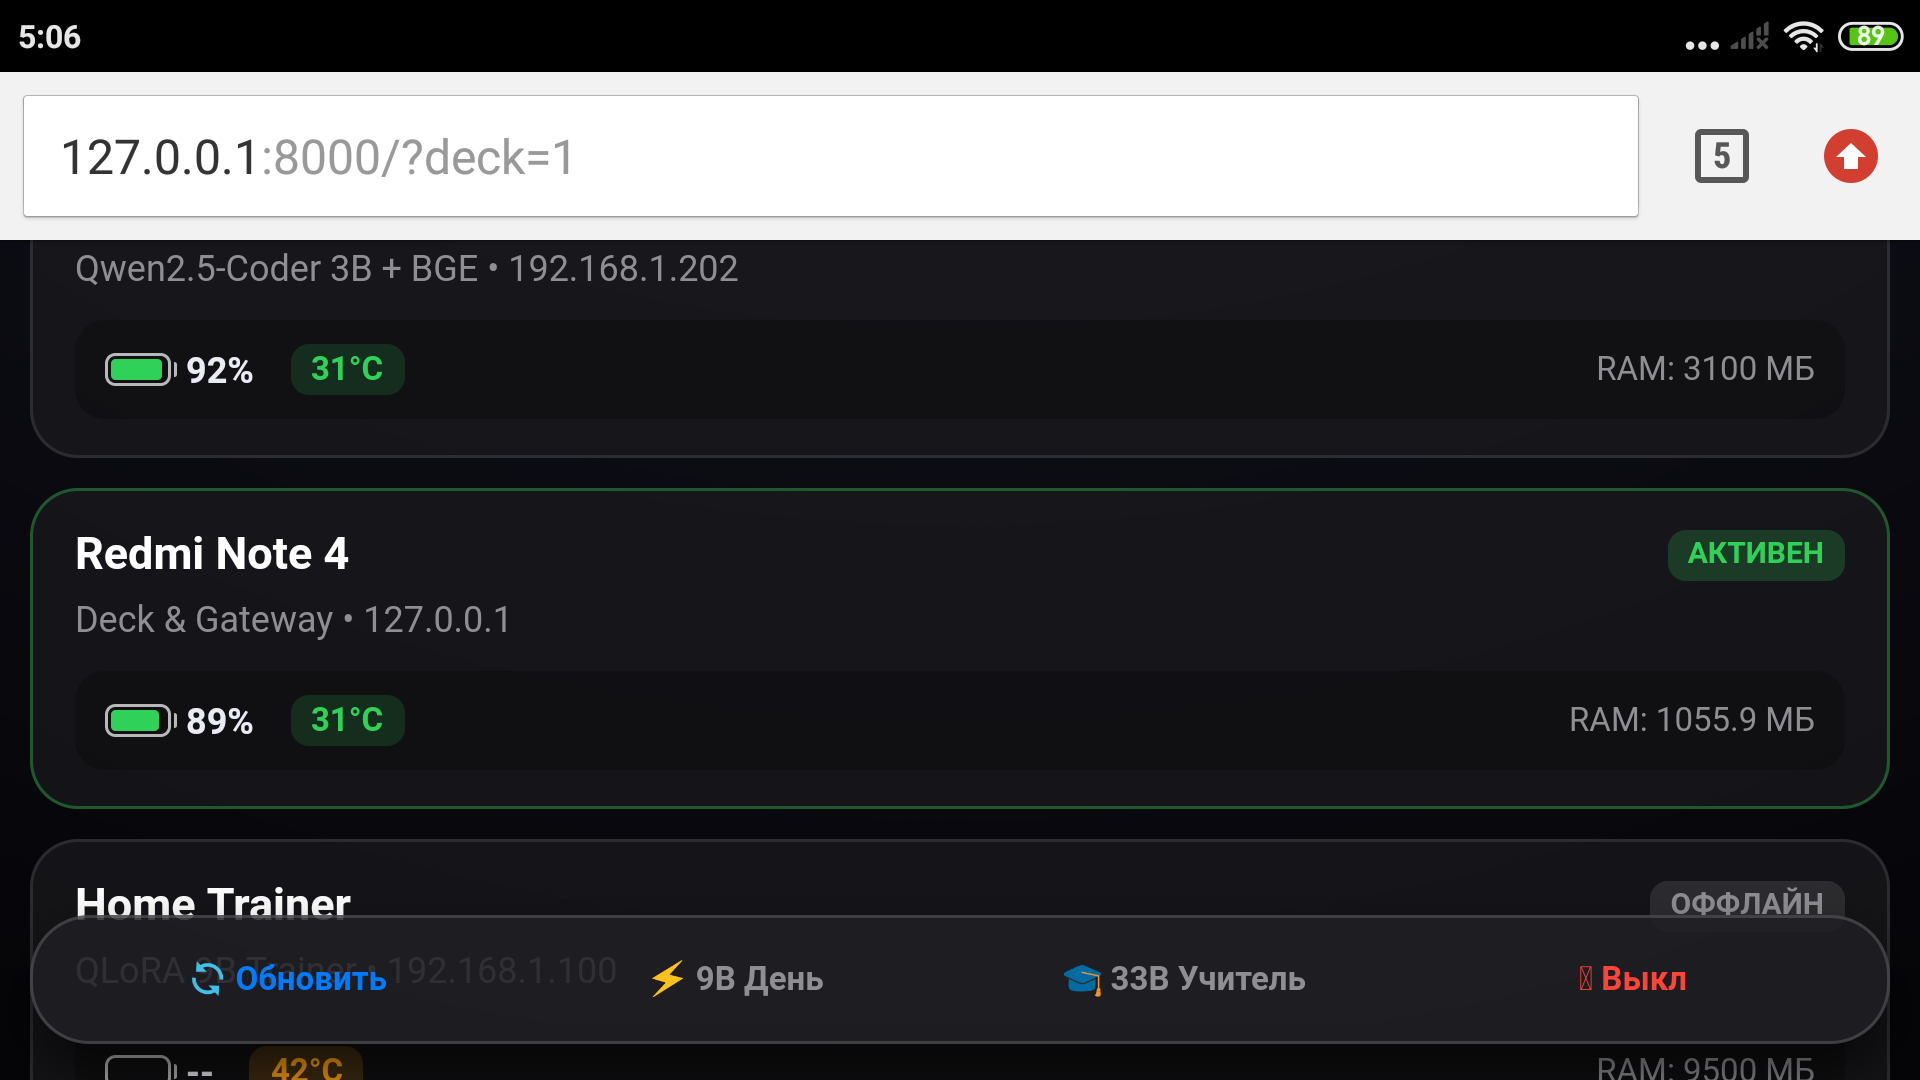 5:06
89
127.0.0.1:8000/?deck=1
5
Qwen2.5-Coder 3B + BGE • 192.168.1.202
92% 31°C RAM: 3100 МБ
Redmi Note 4 АКТИВЕН
Deck & Gateway • 127.0.0.1
89% 31°C RAM: 1055.9 МБ
Home Trainer ОФФЛАЙН
QLoRA 9B Trainer • 192.168.1.100
Обновить 9B День 33B Учитель Выкл
-- 42°C RAM: 9500 МБ